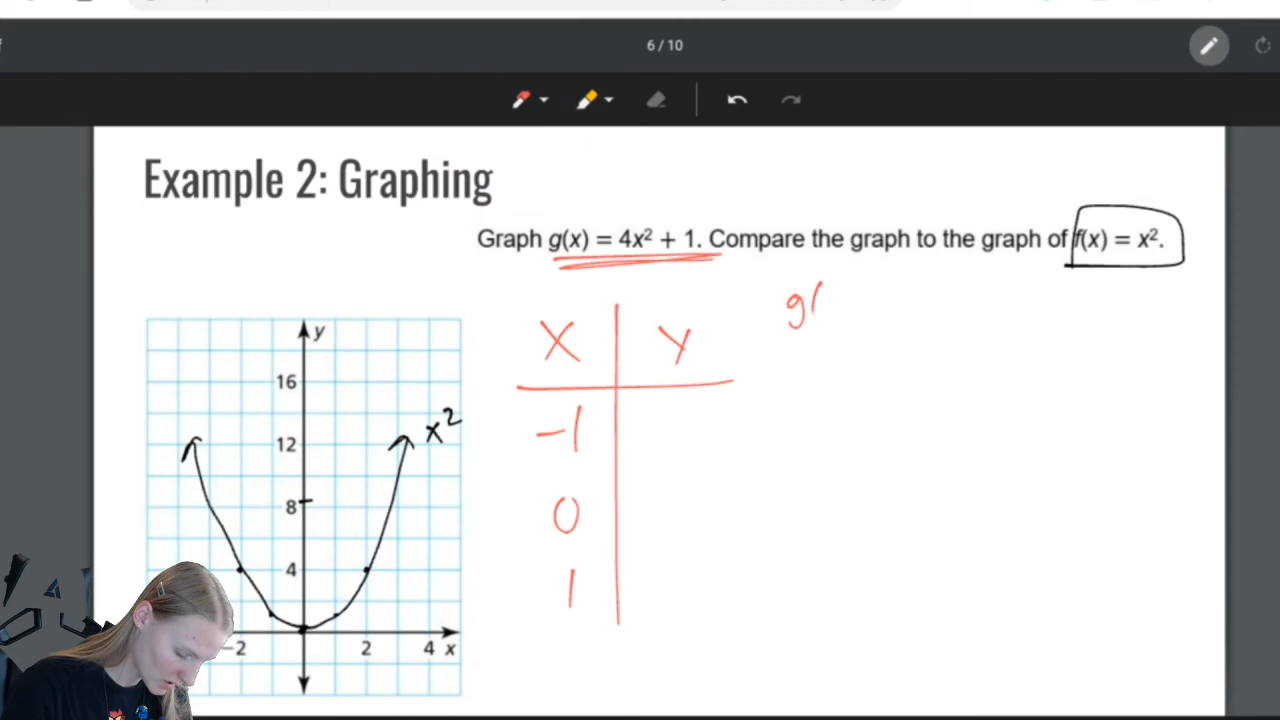 6 / 10
Example 2: Graphing
Graph g(x) = 4x² + 1. Compare the graph to the graph of f(x) = x².
g(
X Y
y
16
x²
12
-1
8
0
4
1
−2 2 4 x